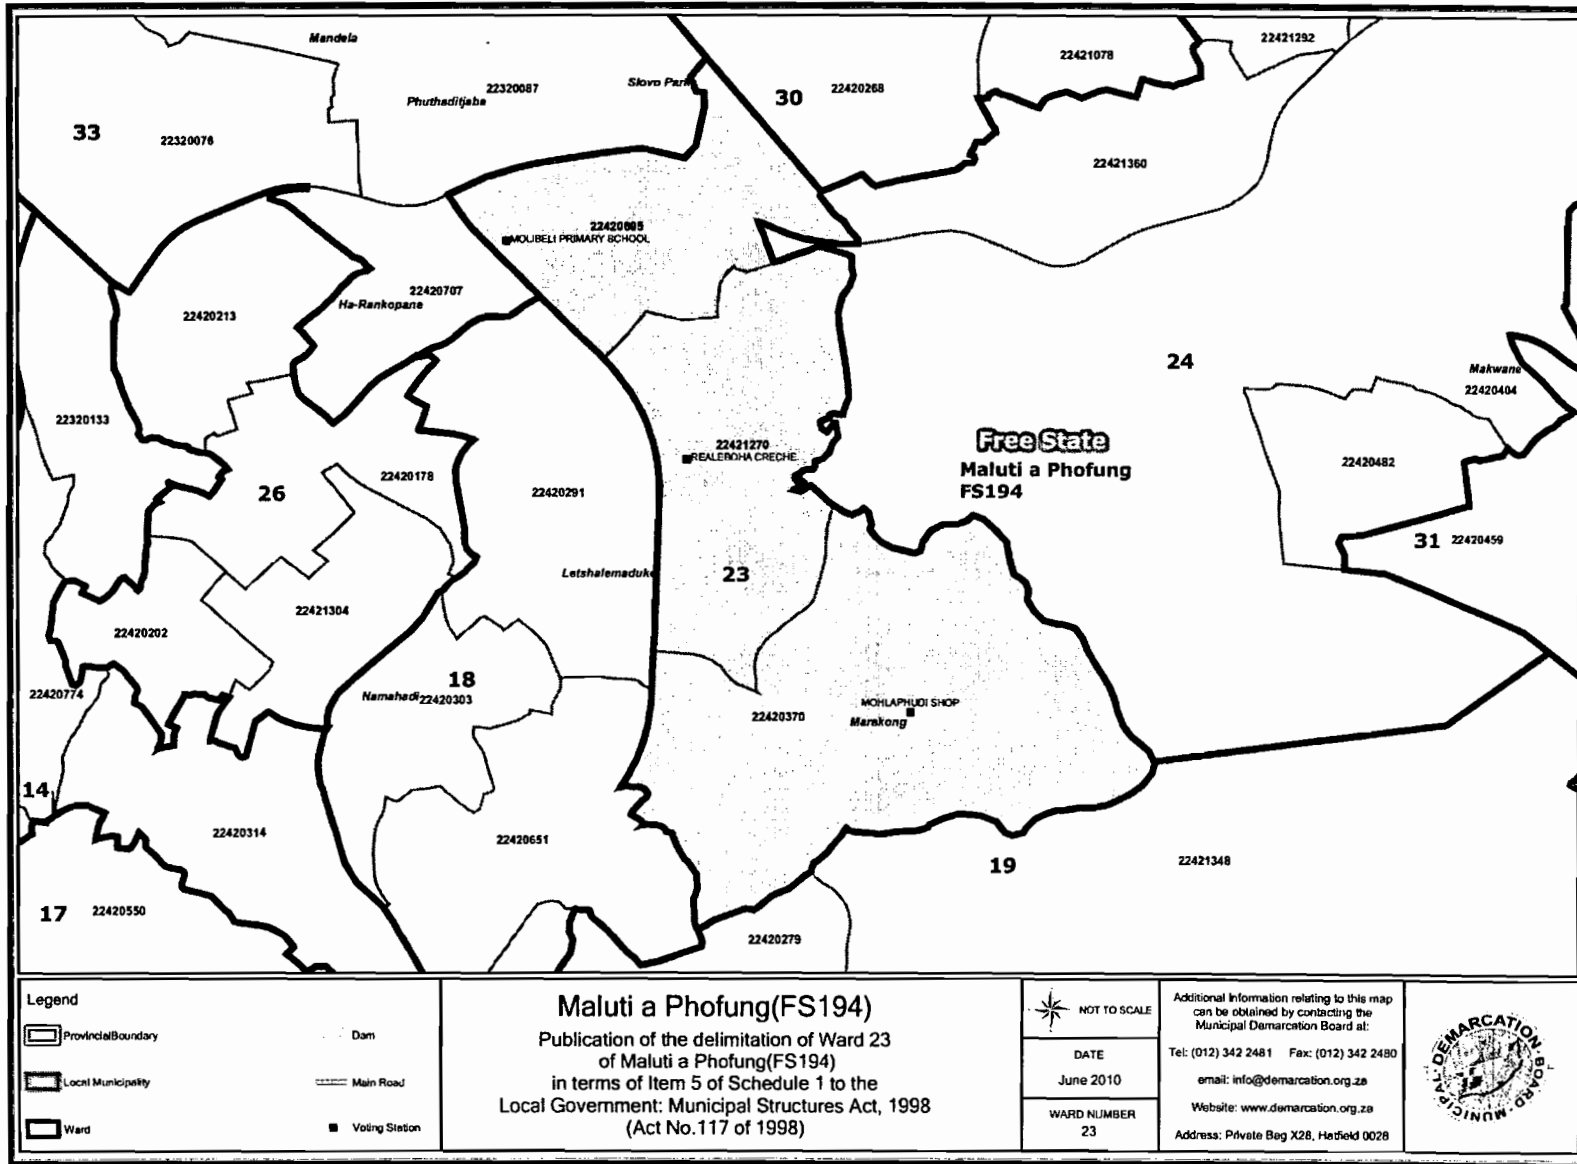 Mandela
22421292
22421078
Slovo Park
22320087
30
22420268
Phuthaditjaba
33
22320076
22421360
22420695
MOLIBELI PRIMARY SCHOOL
22420707
Ha-Rankopane
22420213
24
Makwane
22420404
22320133
22421270
REALEBOHA CRECHE
Free State
Maluti a Phofung
FS194
22420482
22420178
26
22420291
31
22420459
Letshalemaduke
23
22421304
22420202
18
22420774
Namahadi
22420303
MOHLAPHUDI SHOP
22420370
Marakong
14
22420314
22420651
19
22421348
17
22420550
22420279
Legend
ProvincialBoundary
Dam
Local Municipality
Main Road
Ward
Voting Station
Maluti a Phofung(FS194)
Publication of the delimitation of Ward 23
of Maluti a Phofung(FS194)
in terms of Item 5 of Schedule 1 to the
Local Government: Municipal Structures Act, 1998
(Act No.117 of 1998)
NOT TO SCALE
DATE
June 2010
WARD NUMBER
23
Additional Information relating to this map
can be obtained by contacting the
Municipal Demarcation Board at:
Tel: (012) 342 2481 Fax: (012) 342 2480
email: info@demarcation.org.za
Website: www.demarcation.org.za
Address: Private Bag X28, Hatfield 0028
MUNICIPAL DEMARCATION BOARD